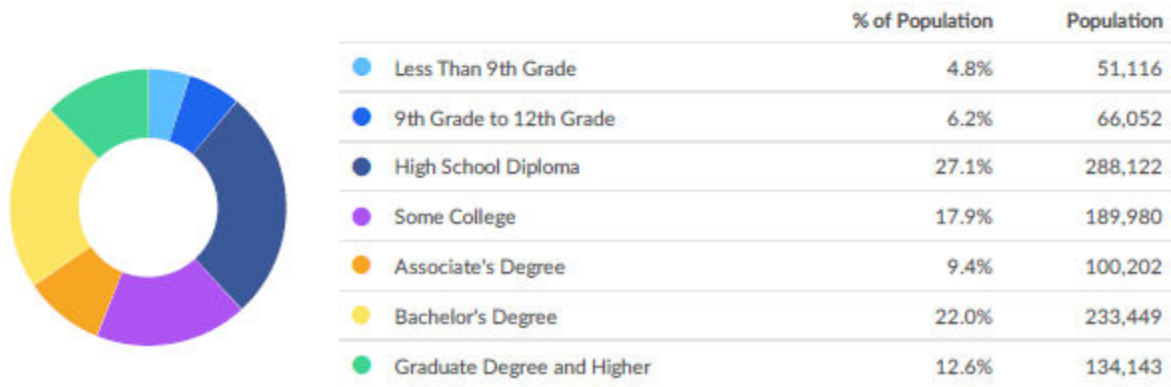 % of Population Population
Less Than 9th Grade 4.8% 51,116
9th Grade to 12th Grade 6.2% 66,052
High School Diploma 27.1% 288,122
Some College 17.9% 189,980
Associate's Degree 9.4% 100,202
Bachelor's Degree 22.0% 233,449
Graduate Degree and Higher 12.6% 134,143